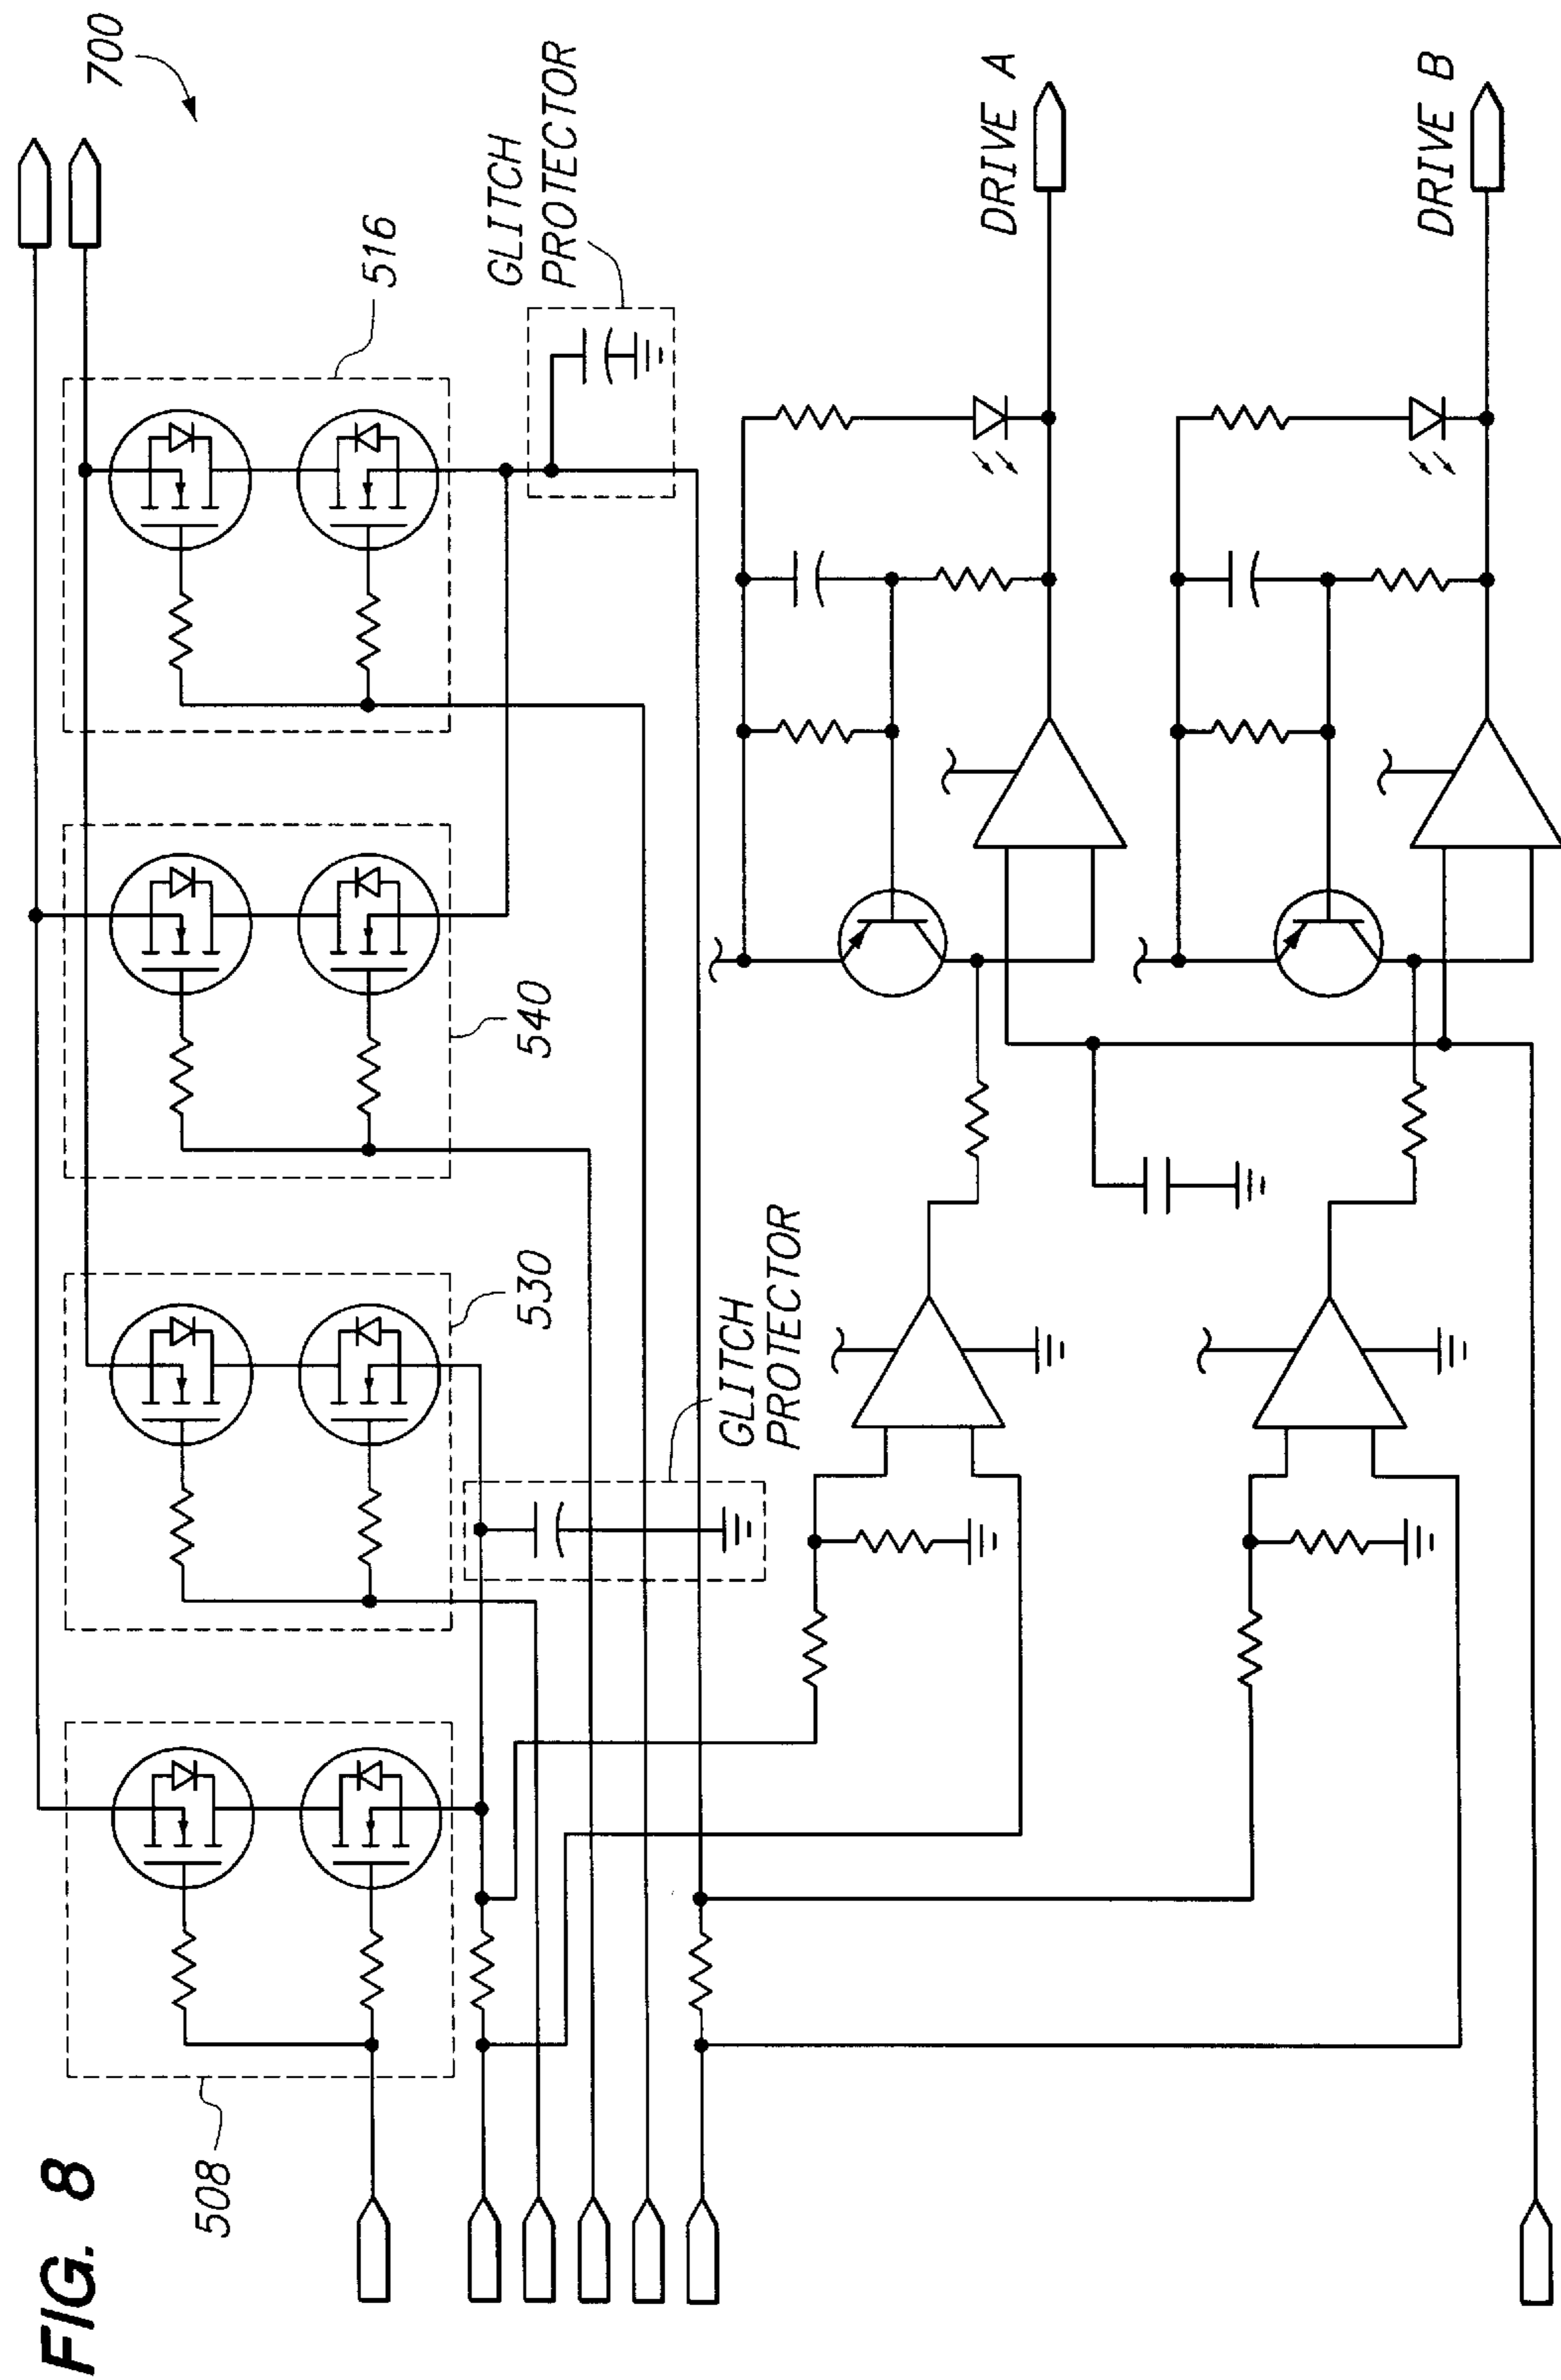 FIG. 8
700
508
530
540
516
GLITCH
PROTECTOR
GLITCH
PROTECTOR
DRIVE A
DRIVE B